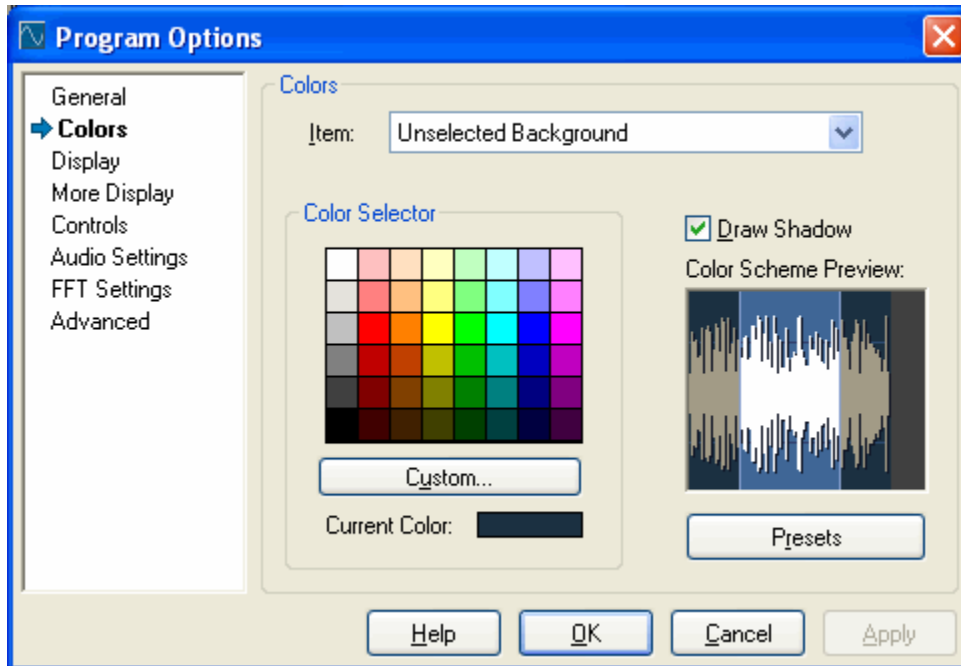 Program Options
General
Colors
Display
More Display
Controls
Audio Settings
FFT Settings
Advanced
Colors
Item:
Unselected Background
Color Selector
Custom...
Current Color:
Draw Shadow
Color Scheme Preview:
Presets
Help
OK
Cancel
Apply